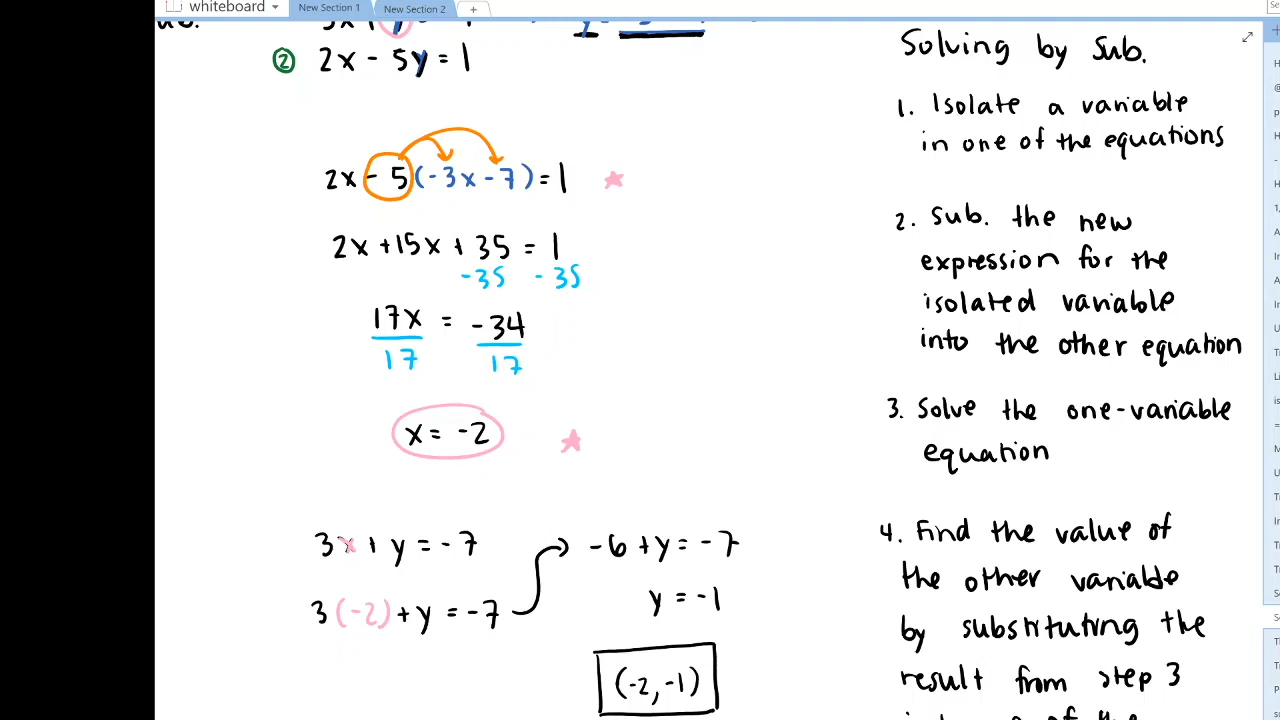 whiteboard
New Section 1
New Section 2
+
② 2x - 5y = 1
2x - 5(-3x - 7) = 1
2x + 15x + 35 = 1
-35 -35
17x = -34
17 17
x = -2
3x + y = -7
3(-2) + y = -7
-6 + y = -7
y = -1
(-2, -1)
Solving by Sub.
1. Isolate a variable
in one of the equations
2. Sub. the new
expression for the
isolated variable
into the other equation
3. Solve the one-variable
equation
4. Find the value of
the other variable
by substituting the
result from step 3